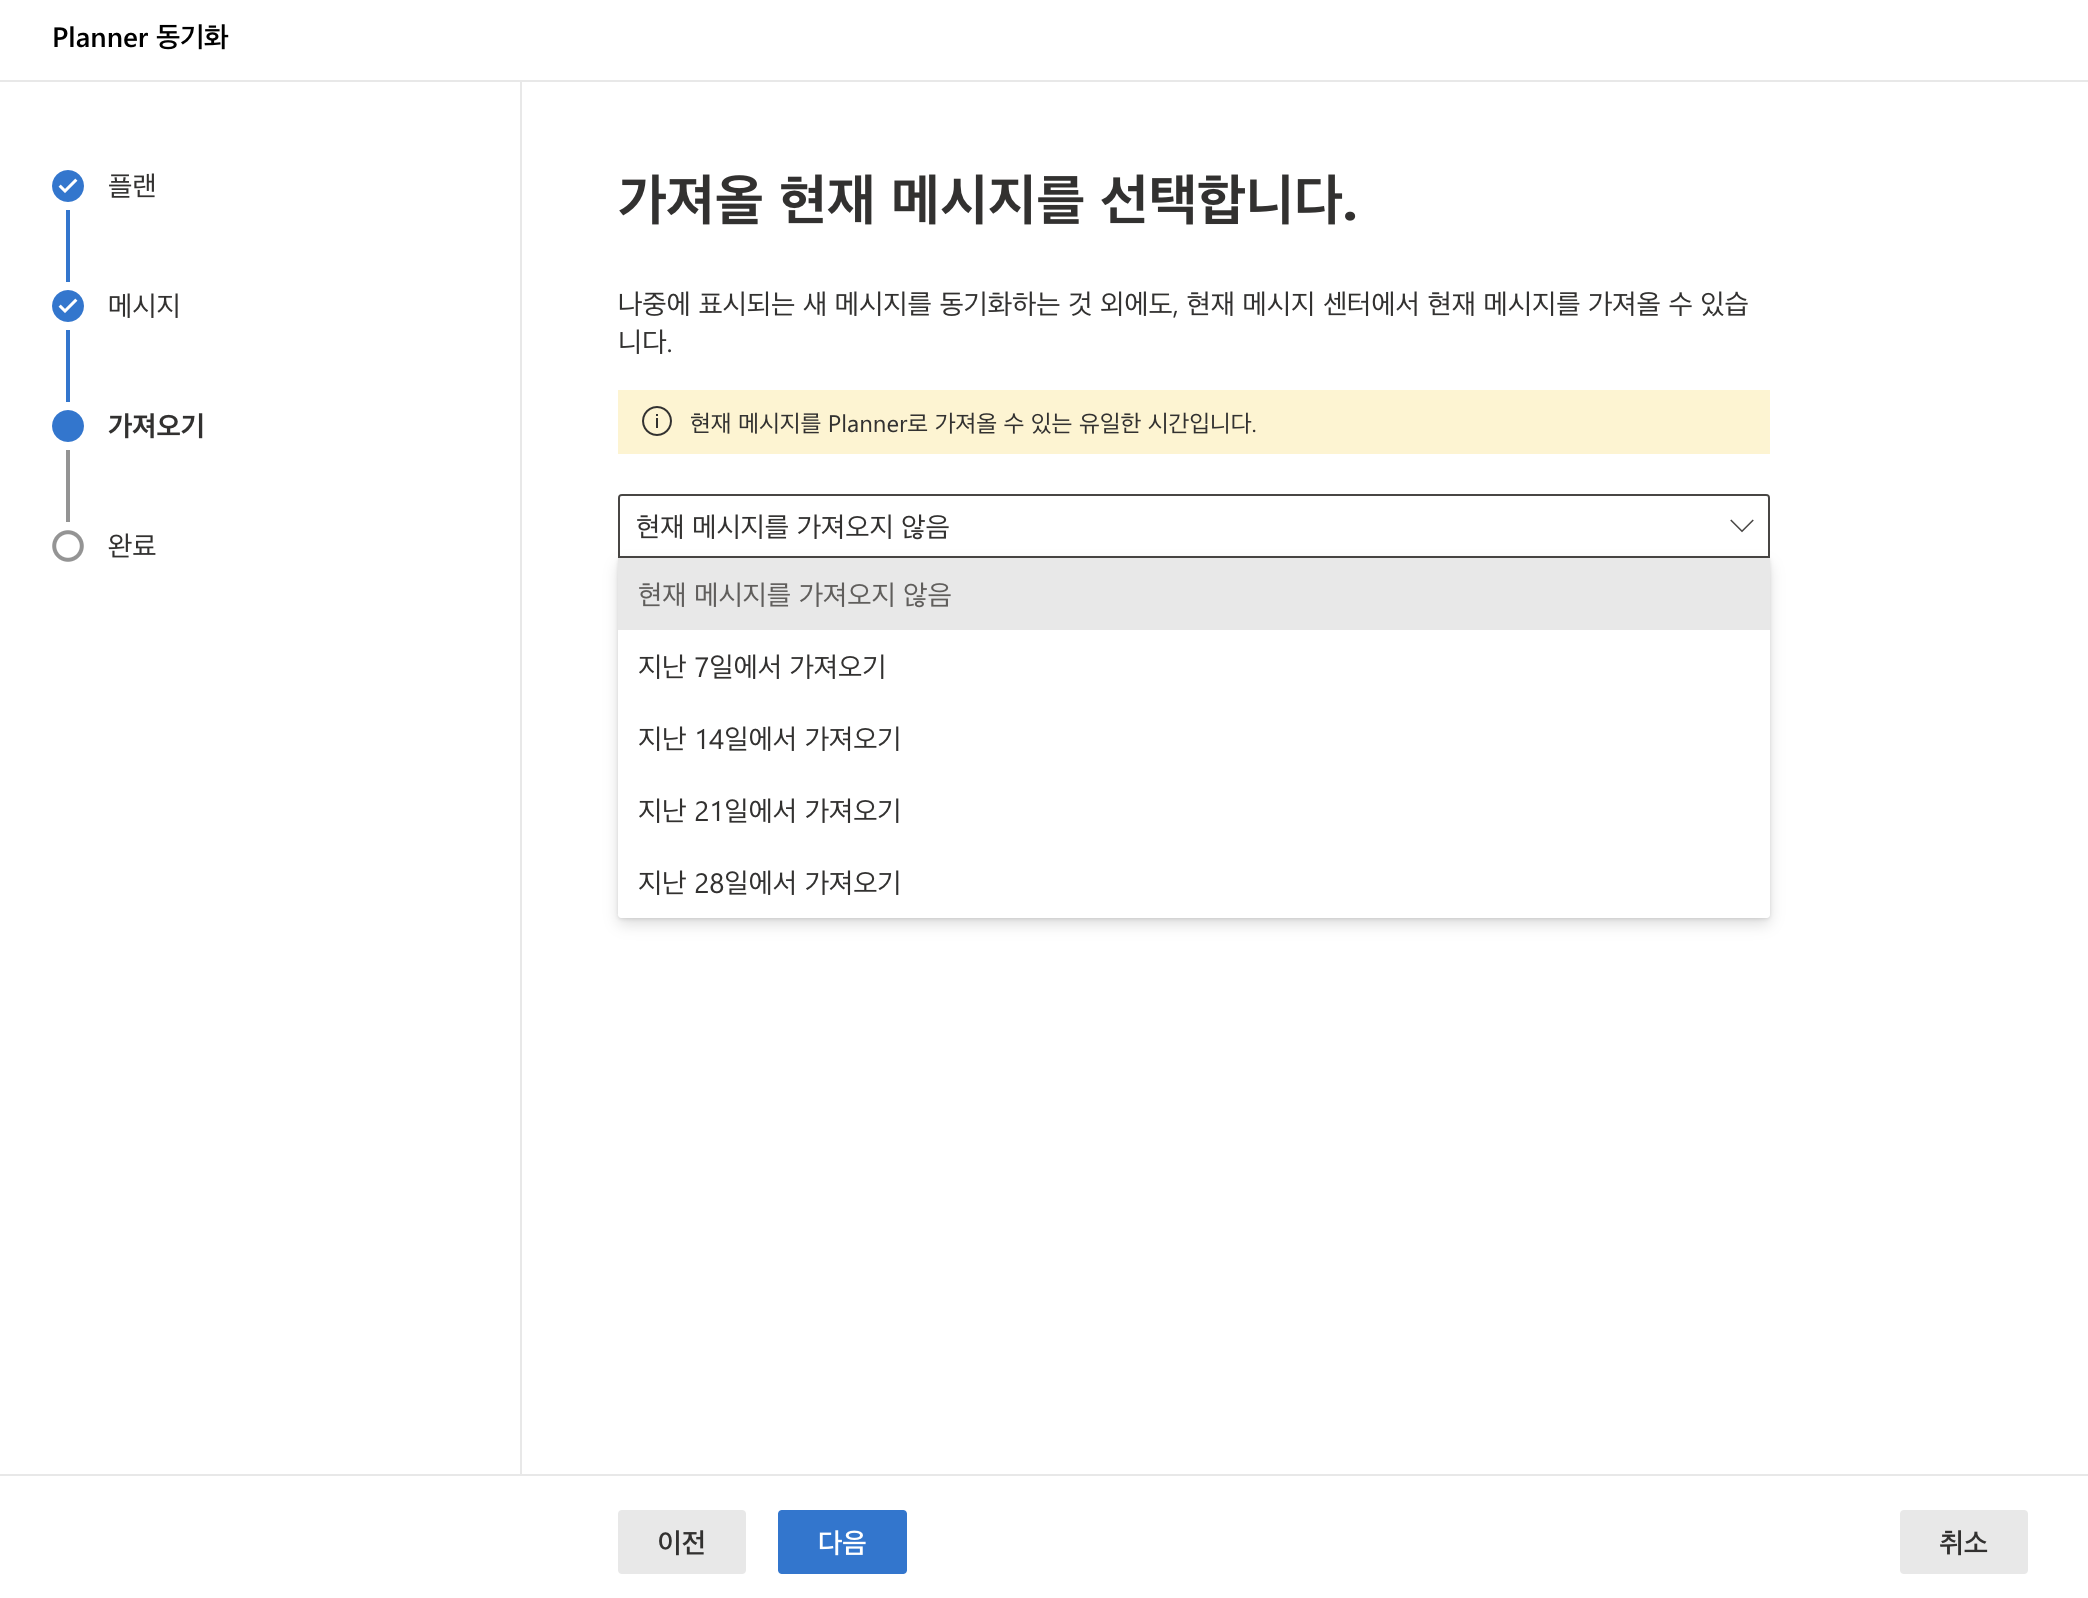 Planner 동기화
플랜
메시지
가져오기
완료
가져올 현재 메시지를 선택합니다.
나중에 표시되는 새 메시지를 동기화하는 것 외에도, 현재 메시지 센터에서 현재 메시지를 가져올 수 있습
니다.
현재 메시지를 Planner로 가져올 수 있는 유일한 시간입니다.
현재 메시지를 가져오지 않음
현재 메시지를 가져오지 않음
지난 7일에서 가져오기
지난 14일에서 가져오기
지난 21일에서 가져오기
지난 28일에서 가져오기
이전
다음
취소